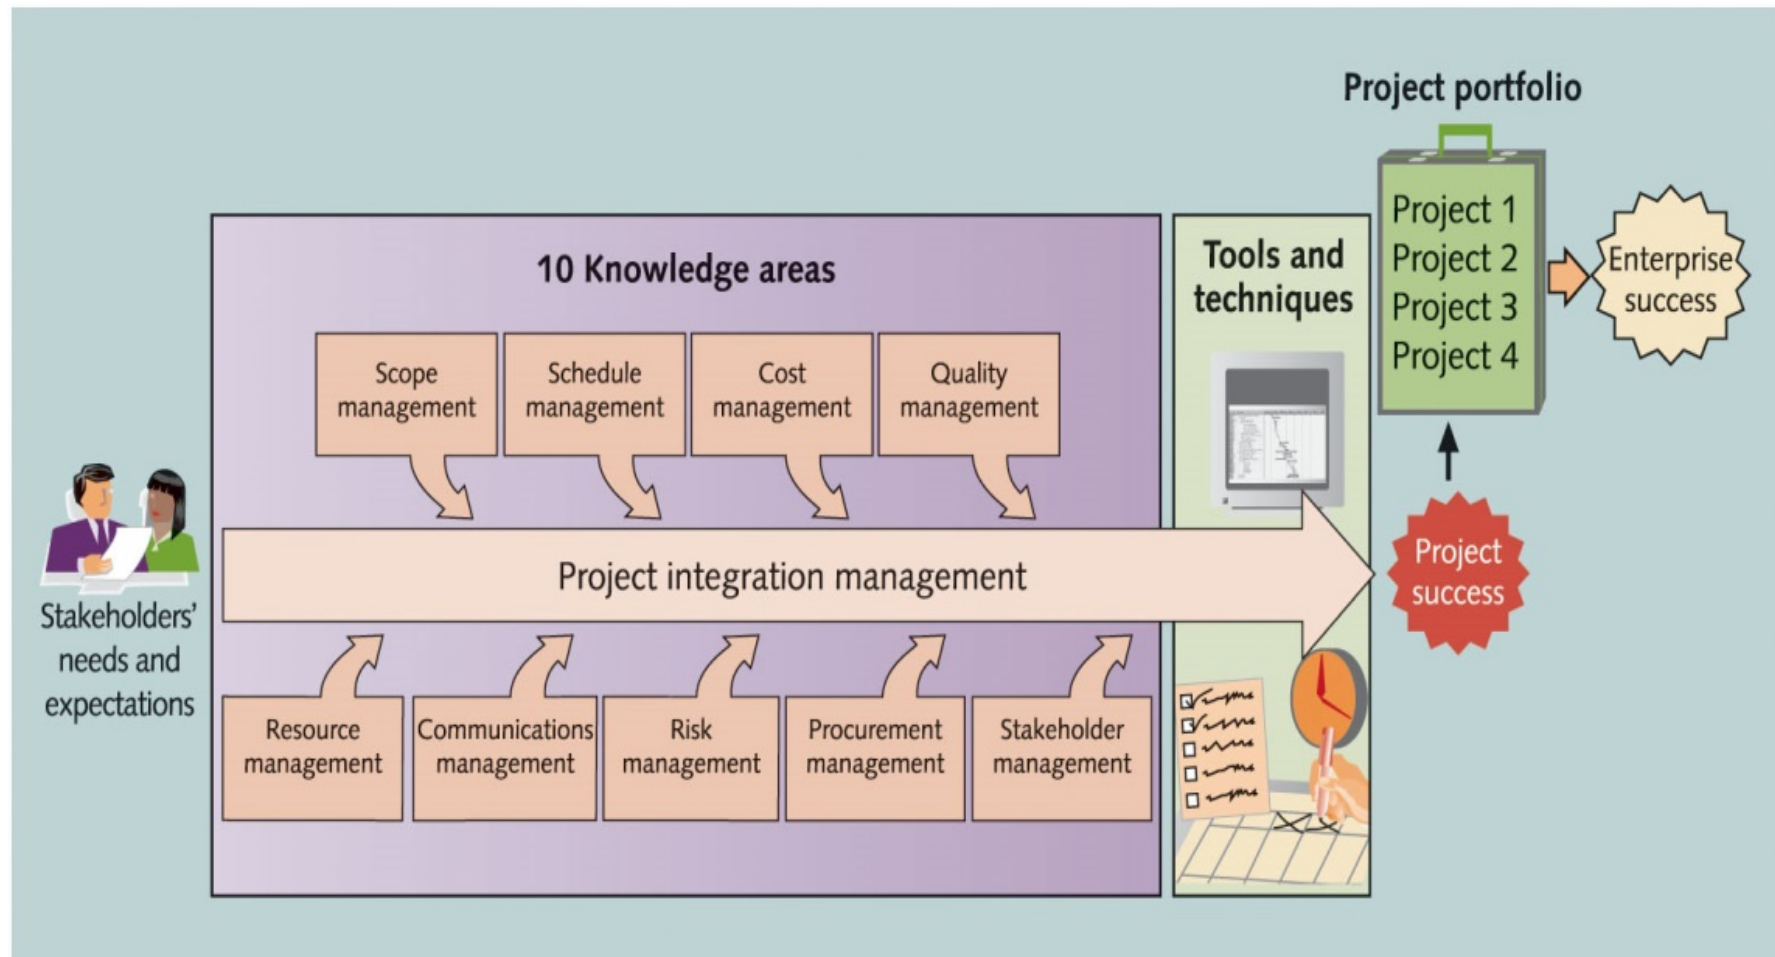 Project portfolio
Project 1
Project 2
Project 3
Project 4
Enterprise
success
10 Knowledge areas
Tools and
techniques
Scope
management
Schedule
management
Cost
management
Quality
management
Project integration management
Project
success
Stakeholders’
needs and
expectations
Resource
management
Communications
management
Risk
management
Procurement
management
Stakeholder
management